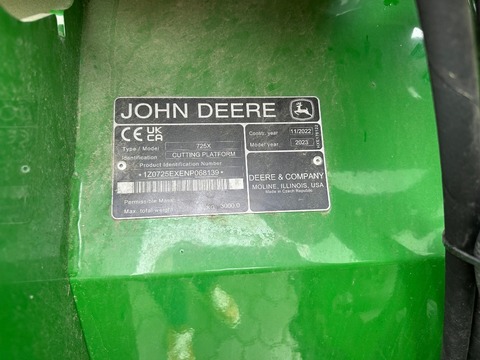 JOHN DEERE
CE UK CA
Type / Model 725X
Identification CUTTING PLATFORM
Product Identification Number
*1Z0725EXENP068139*
Permissible Mass
Max. total weight kg 3000.0
Constr. year 11/2022
Model year 2023
DEERE & COMPANY
MOLINE, ILLINOIS, USA
Made in Czech Republic